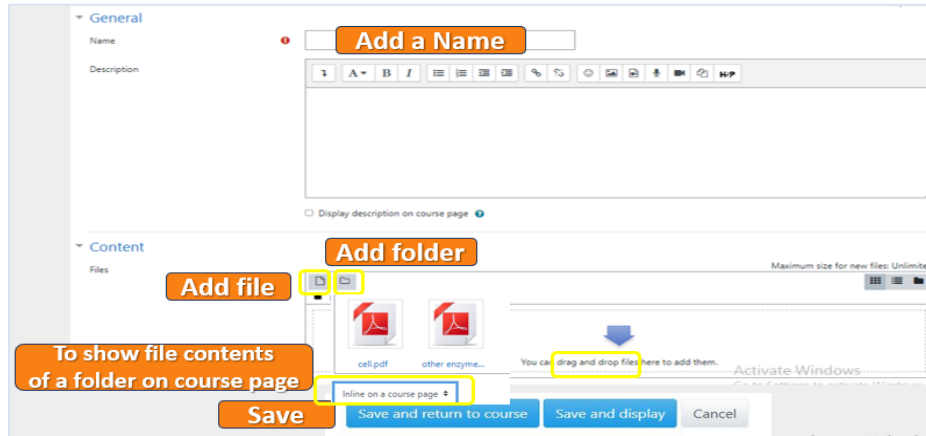 General
Name
Add a Name
Description
A B I H-P
Display description on course page
Content
Add folder
Files
Maximum size for new files: Unlimite
Add file
cell.pdf
other enzyme...
You can drag and drop files here to add them.
To show file contents
of a folder on course page
Activate Windows
Inline on a course page
Save
Save and return to course
Save and display
Cancel